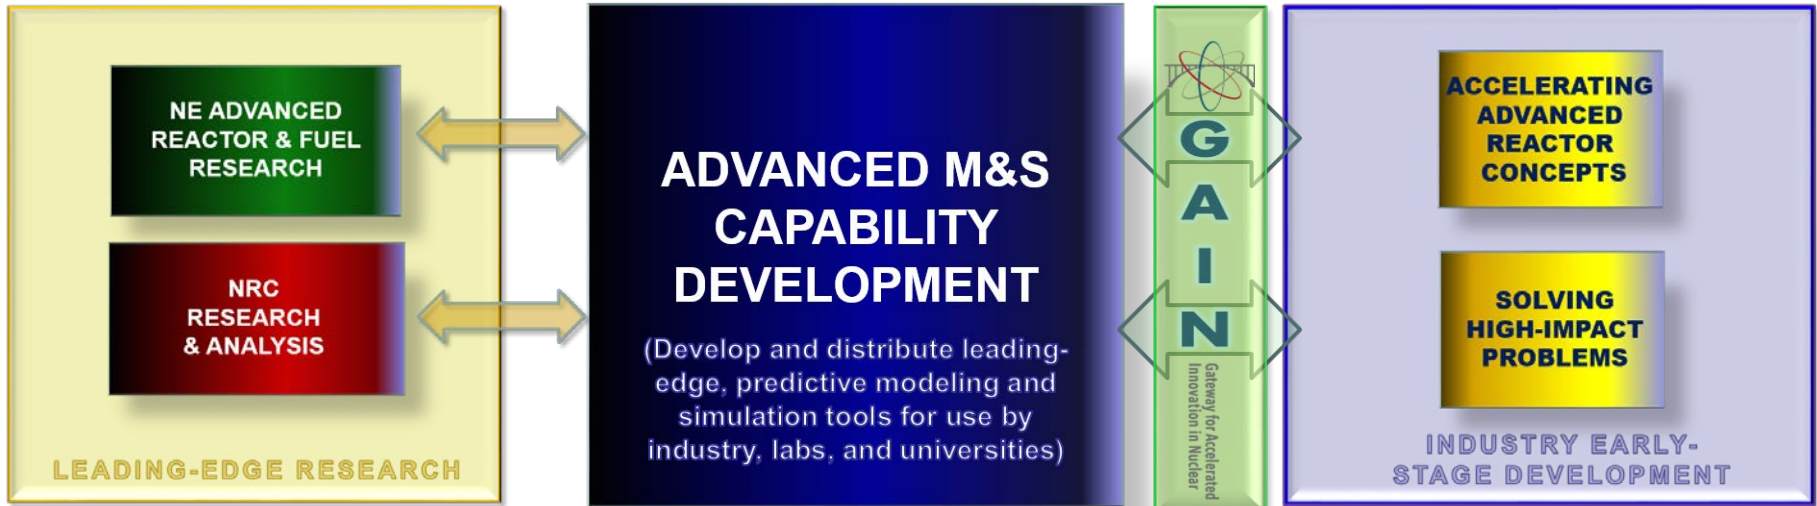 NE ADVANCED
REACTOR & FUEL
RESEARCH
NRC
RESEARCH
& ANALYSIS
LEADING-EDGE RESEARCH
ADVANCED M&S
CAPABILITY
DEVELOPMENT
(Develop and distribute leading-
edge, predictive modeling and
simulation tools for use by
industry, labs, and universities)
GAIN
Gateway for Accelerated
Innovation in Nuclear
ACCELERATING
ADVANCED
REACTOR
CONCEPTS
SOLVING
HIGH-IMPACT
PROBLEMS
INDUSTRY EARLY-
STAGE DEVELOPMENT